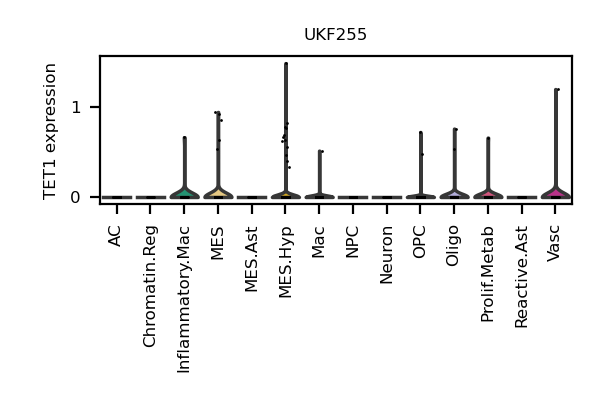 UKF255
TET1 expression
1
0
AC
Chromatin.Reg
Inflammatory.Mac
MES
MES.Ast
MES.Hyp
Mac
NPC
Neuron
OPC
Oligo
Prolif.Metab
Reactive.Ast
Vasc